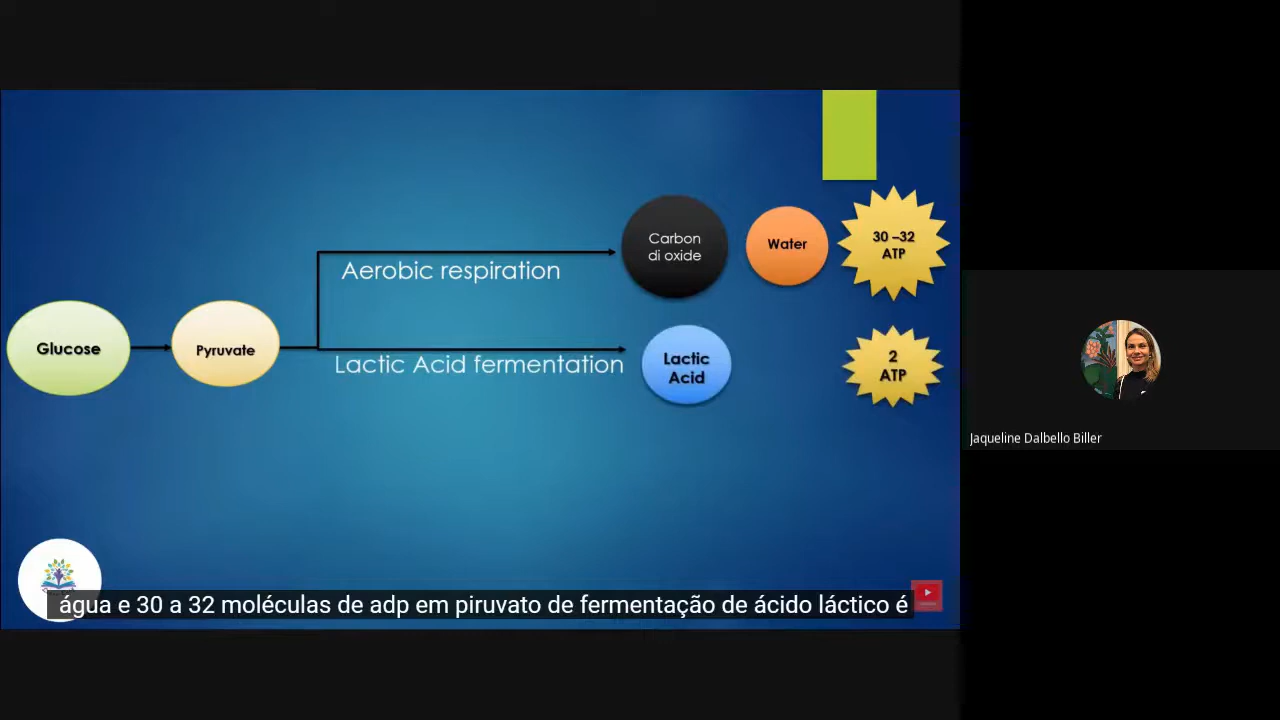 Carbon
di oxide
Water
30 –32
ATP
Aerobic respiration
Glucose
Pyruvate
Lactic Acid fermentation
Lactic
Acid
2
ATP
água e 30 a 32 moléculas de adp em piruvato de fermentação de ácido láctico é
Jaqueline Dalbello Biller